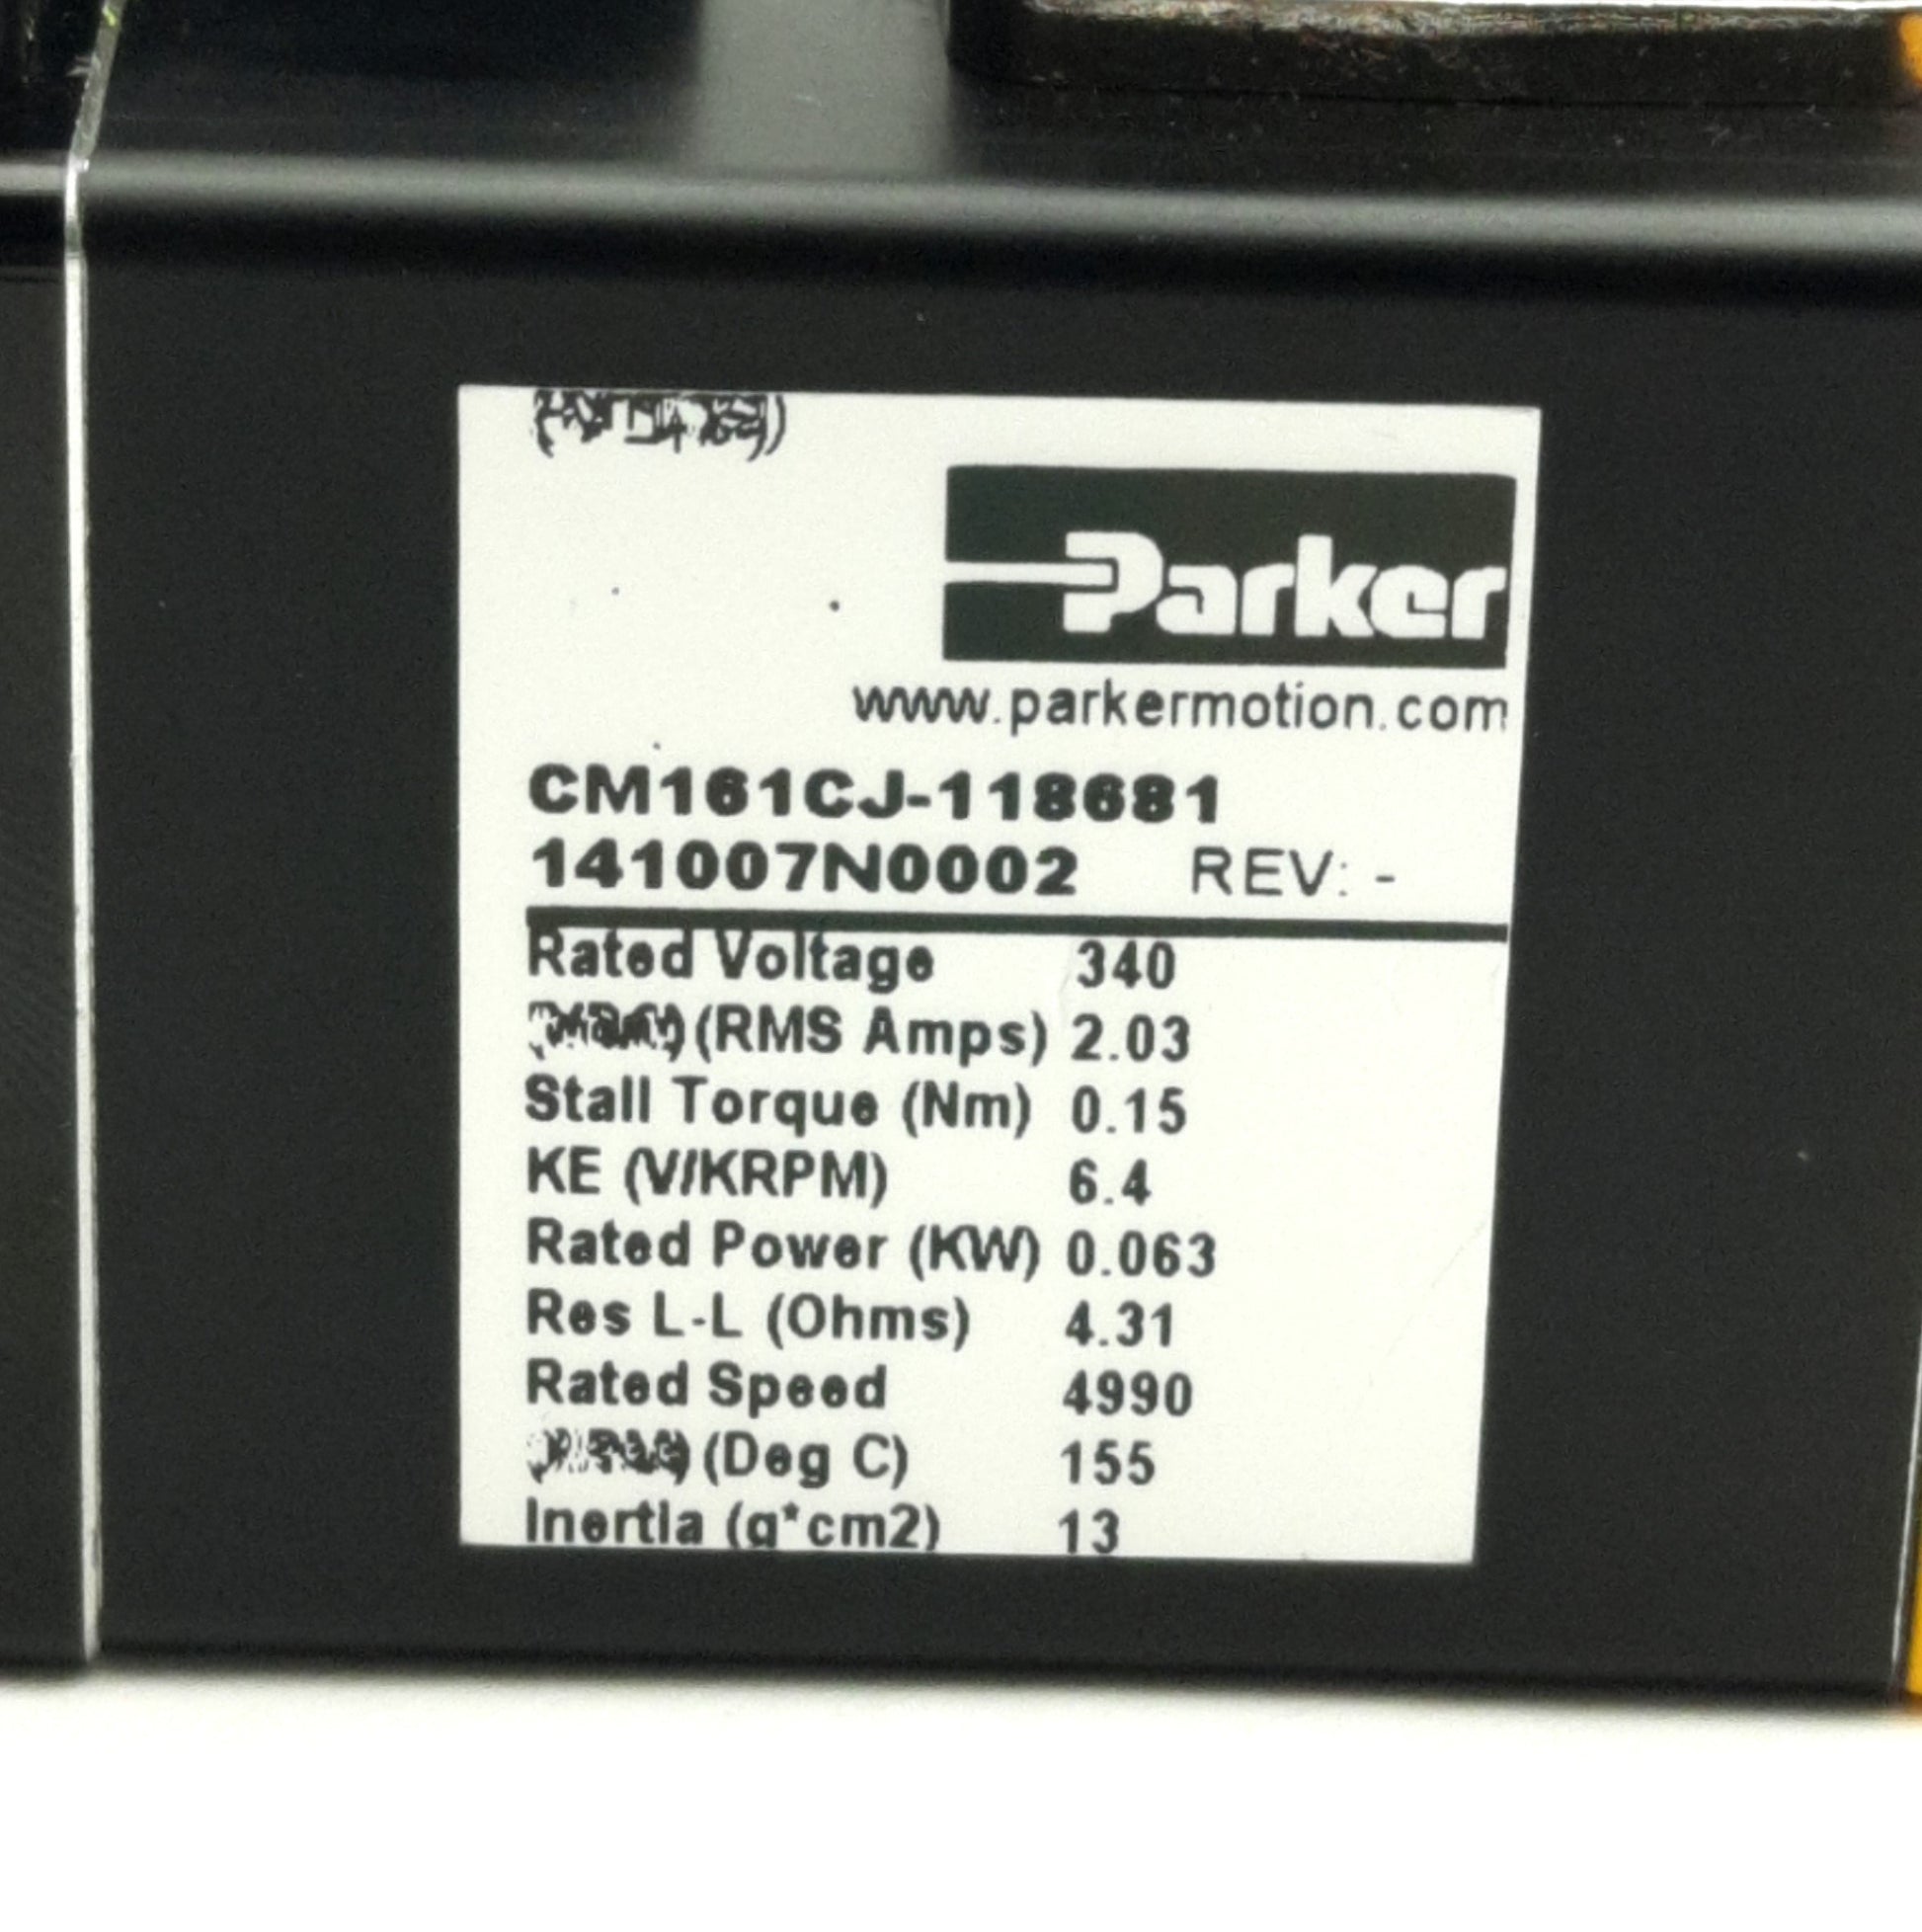 Parker
www.parkermotion.com
CM161CJ-118681
141007N0002 REV: -
Rated Voltage 340
(RMS Amps) 2.03
Stall Torque (Nm) 0.15
KE (V/KRPM) 6.4
Rated Power (KW) 0.063
Res L-L (Ohms) 4.31
Rated Speed 4990
(Deg C) 155
Inertia (g*cm2) 13